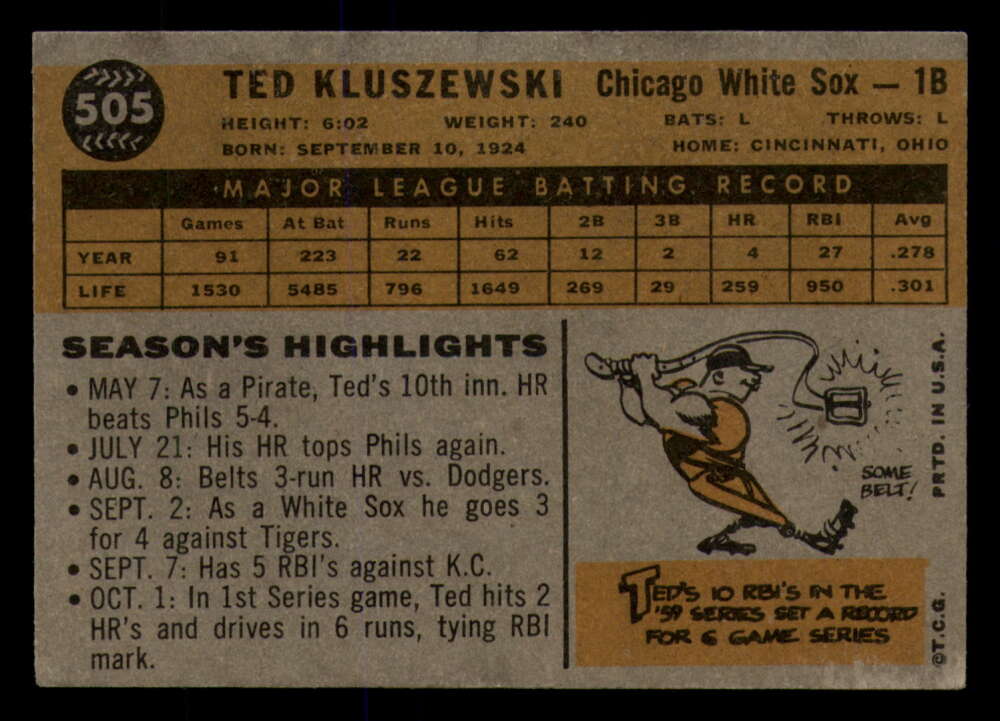 505
TED KLUSZEWSKI Chicago White Sox — 1B
HEIGHT: 6:02 WEIGHT: 240 BATS: L THROWS: L
BORN: SEPTEMBER 10, 1924 HOME: CINCINNATI, OHIO
MAJOR LEAGUE BATTING RECORD
Games At Bat Runs Hits 2B 3B HR RBI Avg
YEAR 91 223 22 62 12 2 4 27 .278
LIFE 1530 5485 796 1649 269 29 259 950 .301
SEASON'S HIGHLIGHTS
• MAY 7: As a Pirate, Ted's 10th inn. HR
beats Phils 5-4.
• JULY 21: His HR tops Phils again.
• AUG. 8: Belts 3-run HR vs. Dodgers.
• SEPT. 2: As a White Sox he goes 3
for 4 against Tigers.
• SEPT. 7: Has 5 RBI's against K.C.
• OCT. 1: In 1st Series game, Ted hits 2
HR's and drives in 6 runs, tying RBI
mark.
SOME
BELT!
TED'S 10 RBI'S IN THE
'59 SERIES SET A RECORD
FOR 6 GAME SERIES
©T.C.G. PRTD. IN U.S.A.